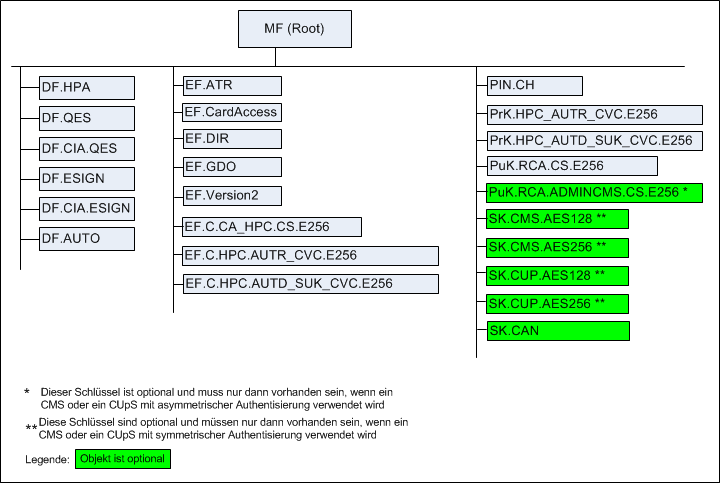 MF (Root)
DF.HPA
DF.QES
DF.CIA.QES
DF.ESIGN
DF.CIA.ESIGN
DF.AUTO
EF.ATR
EF.CardAccess
EF.DIR
EF.GDO
EF.Version2
EF.C.CA_HPC.CS.E256
EF.C.HPC.AUTR_CVC.E256
EF.C.HPC.AUTD_SUK_CVC.E256
PIN.CH
PrK.HPC_AUTR_CVC.E256
PrK.HPC_AUTD_SUK_CVC.E256
PuK.RCA.CS.E256
PuK.RCA.ADMINCMS.CS.E256 *
SK.CMS.AES128 **
SK.CMS.AES256 **
SK.CUP.AES128 **
SK.CUP.AES256 **
SK.CAN
* Dieser Schlüssel ist optional und muss nur dann vorhanden sein, wenn ein
CMS oder ein CUpS mit asymmetrischer Authentisierung verwendet wird
** Diese Schlüssel sind optional und müssen nur dann vorhanden sein, wenn ein
CMS oder ein CUpS mit symmetrischer Authentisierung verwendet wird
Legende: Objekt ist optional